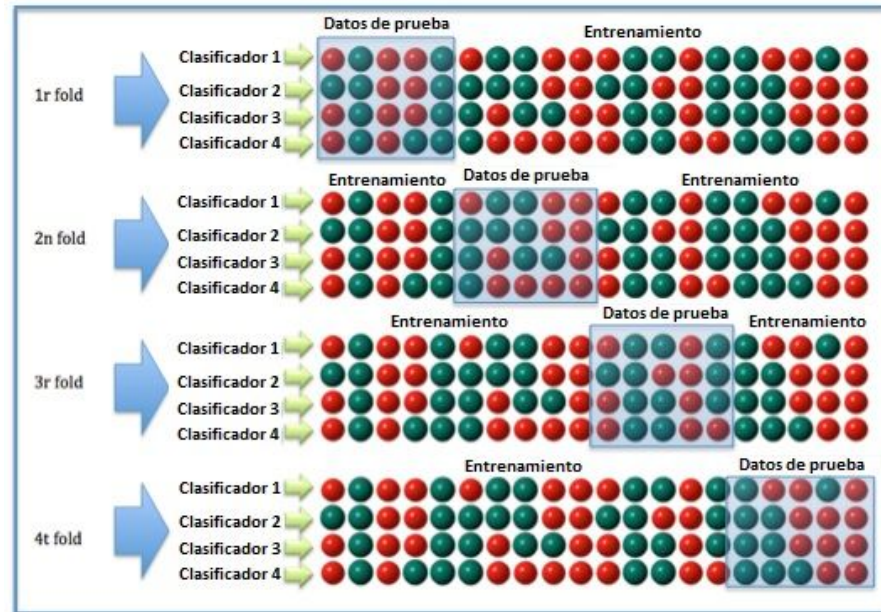 Datos de prueba
Entrenamiento
1r fold
Clasificador 1
Clasificador 2
Clasificador 3
Clasificador 4
Entrenamiento
Datos de prueba
Entrenamiento
2n fold
Clasificador 1
Clasificador 2
Clasificador 3
Clasificador 4
Entrenamiento
Datos de prueba
Entrenamiento
3r fold
Clasificador 1
Clasificador 2
Clasificador 3
Clasificador 4
Entrenamiento
Datos de prueba
4t fold
Clasificador 1
Clasificador 2
Clasificador 3
Clasificador 4